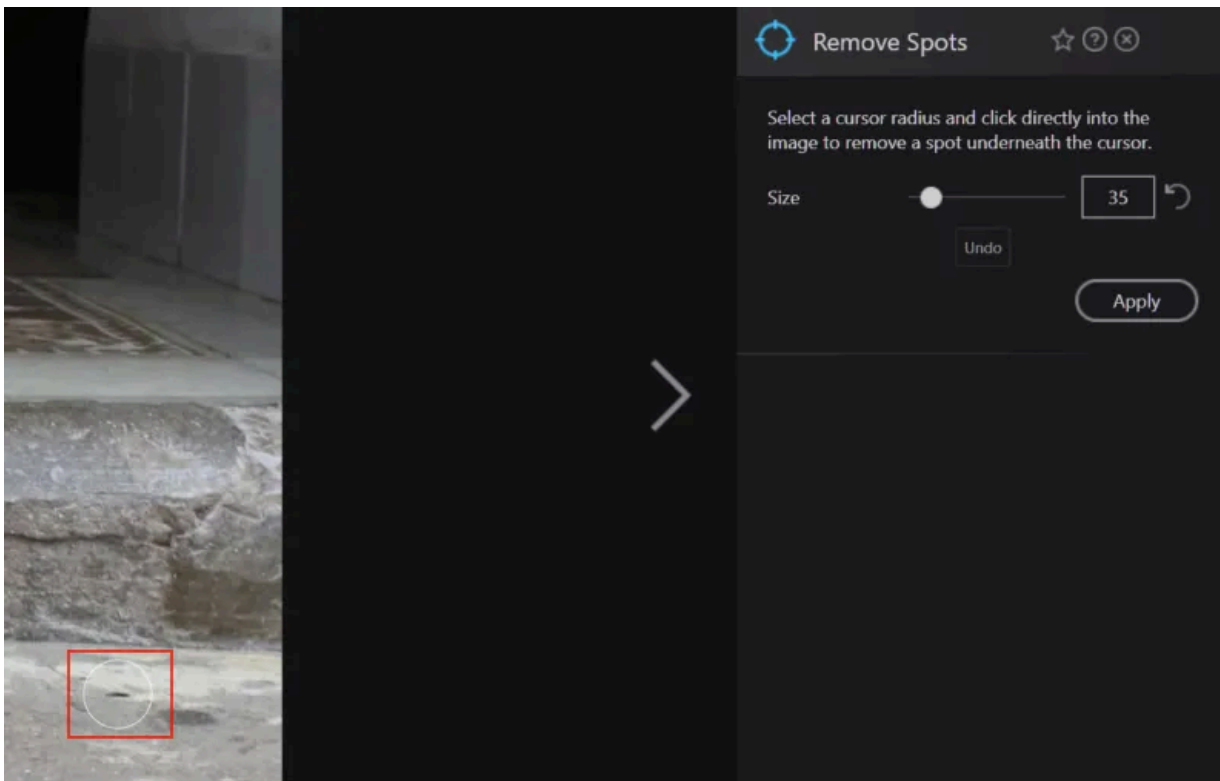 Remove Spots
Select a cursor radius and click directly into the
image to remove a spot underneath the cursor.
Size 35
Undo
Apply